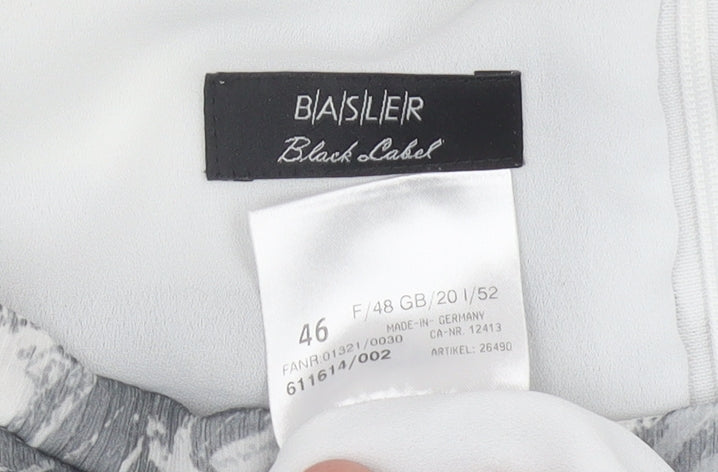 B|A|S|L|E|R
Black Label
46 F/48 GB/20 I/52
MADE-IN- GERMANY
FANR:01321/0030 CA-NR. 12413
611614/002 ARTIKEL: 26490